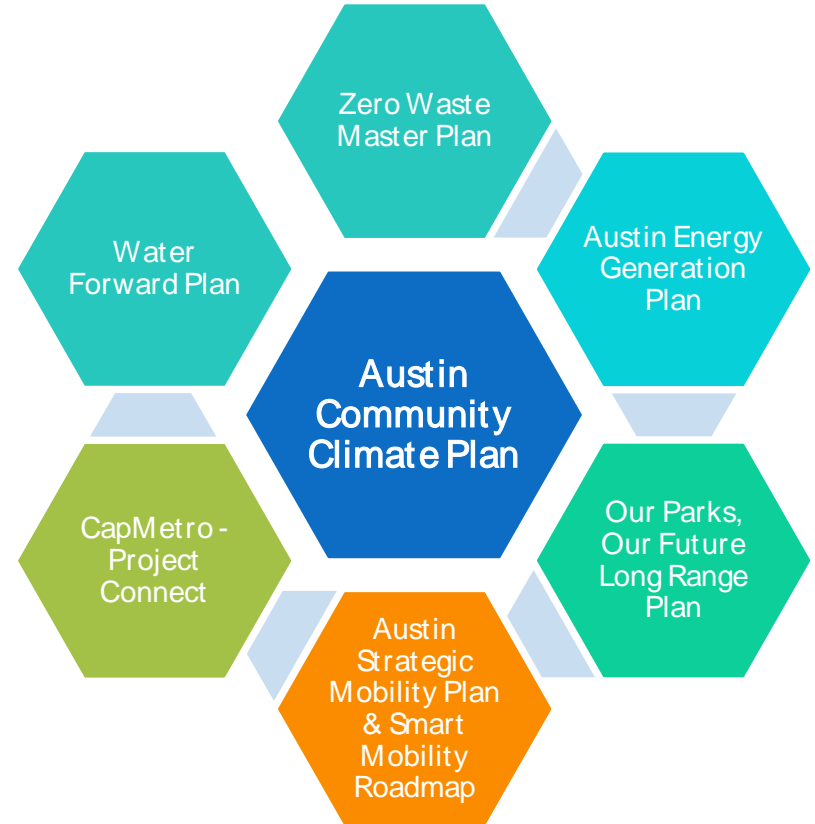 Zero Waste
Master Plan
Austin Energy
Generation
Plan
Our Parks,
Our Future
Long Range
Plan
Austin
Strategic
Mobility Plan
& Smart
Mobility
Roadmap
CapMetro -
Project
Connect
Water
Forward Plan
Austin
Community
Climate Plan